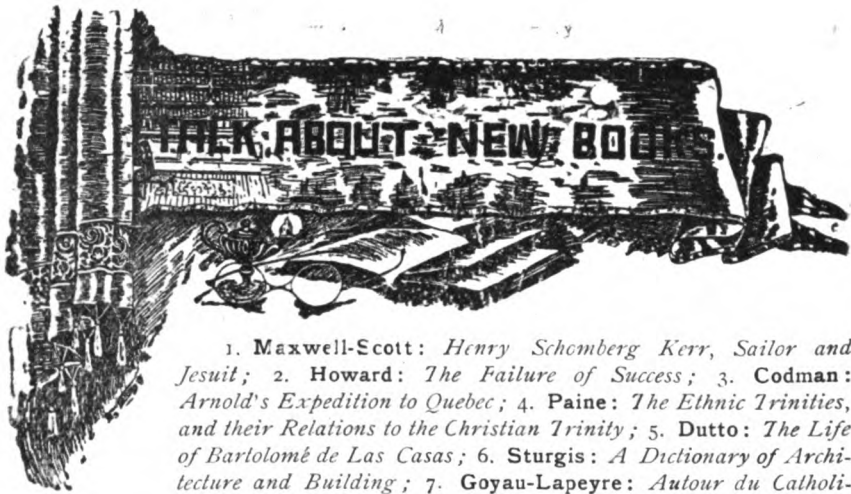 TALK ABOUT NEW BOOKS.
1. Maxwell-Scott: Henry Schomberg Kerr, Sailor and
Jesuit; 2. Howard: The Failure of Success; 3. Codman:
Arnold's Expedition to Quebec; 4. Paine: The Ethnic Trinities,
and their Relations to the Christian Trinity; 5. Dutto: The Life
of Bartolomé de Las Casas; 6. Sturgis: A Dictionary of Archi-
tecture and Building; 7. Goyau-Lapeyre: Autour du Catholi-